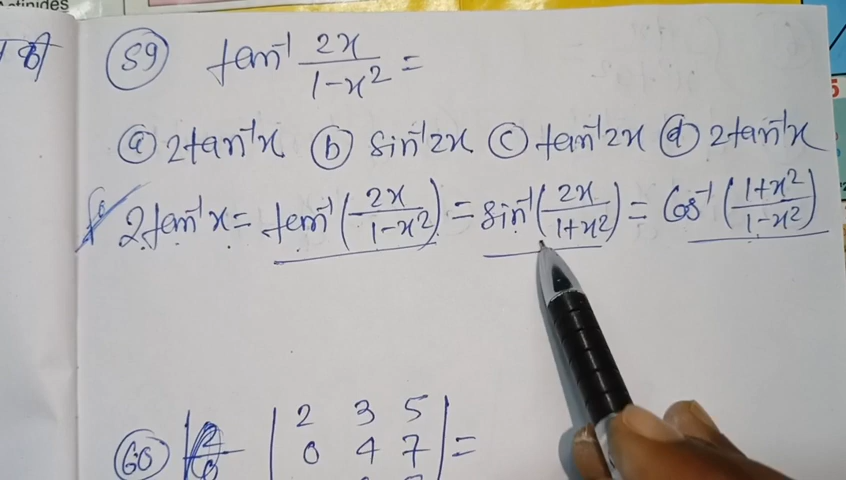 ctinides
59 tan⁻¹ 2x/1-x² =
ⓐ 2tan⁻¹x ⓑ sin⁻¹2x ⓒ tan⁻¹2x ⓓ 2tan⁻¹x
2tan⁻¹x = tan⁻¹(2x/1-x²) = sin⁻¹(2x/1+x²) = Cos⁻¹(1+x²/1-x²)
60 | 2 3 5
0 4 7 | =